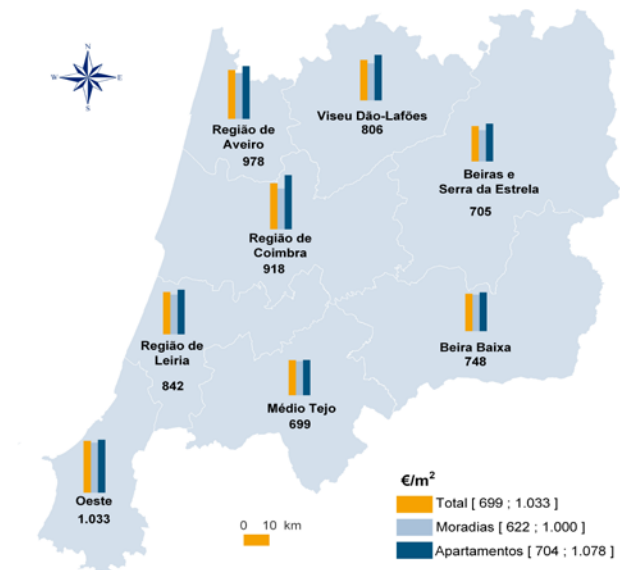 N
W E
S
Região de
Aveiro
978
Viseu Dão-Lafões
806
Beiras e
Serra da Estrela
705
Região de
Coimbra
918
Região de
Leiria
842
Beira Baixa
748
Médio Tejo
699
Oeste
1.033
0 10 km
€/m²
Total [ 699 ; 1.033 ]
Moradias [ 622 ; 1.000 ]
Apartamentos [ 704 ; 1.078 ]